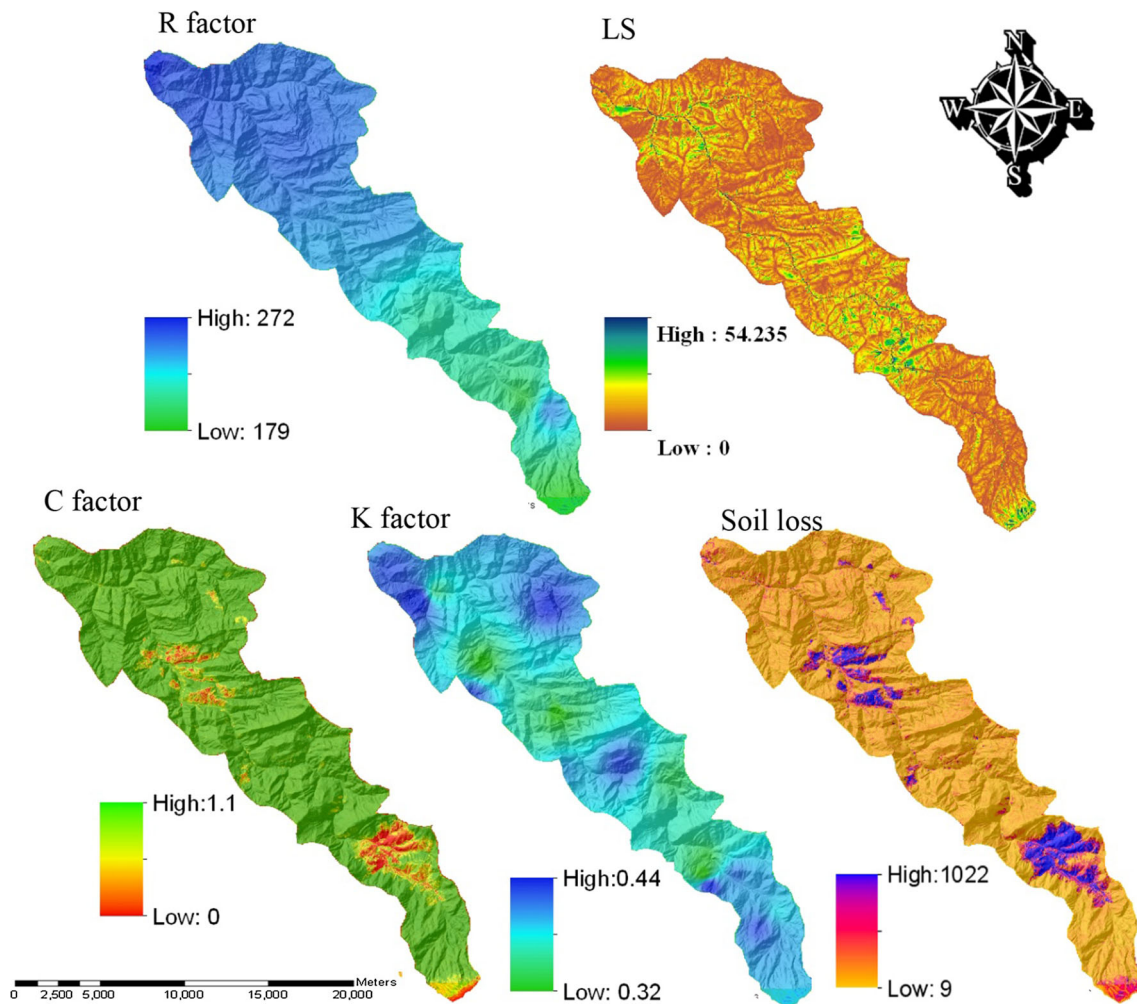 R factor
LS
N
W E
S
High: 272
Low: 179
High : 54.235
Low : 0
's
C factor
K factor
Soil loss
High:1.1
Low: 0
High:0.44
Low: 0.32
High:1022
Low: 9
Meters
0 2,500 5,000 10,000 15,000 20,000